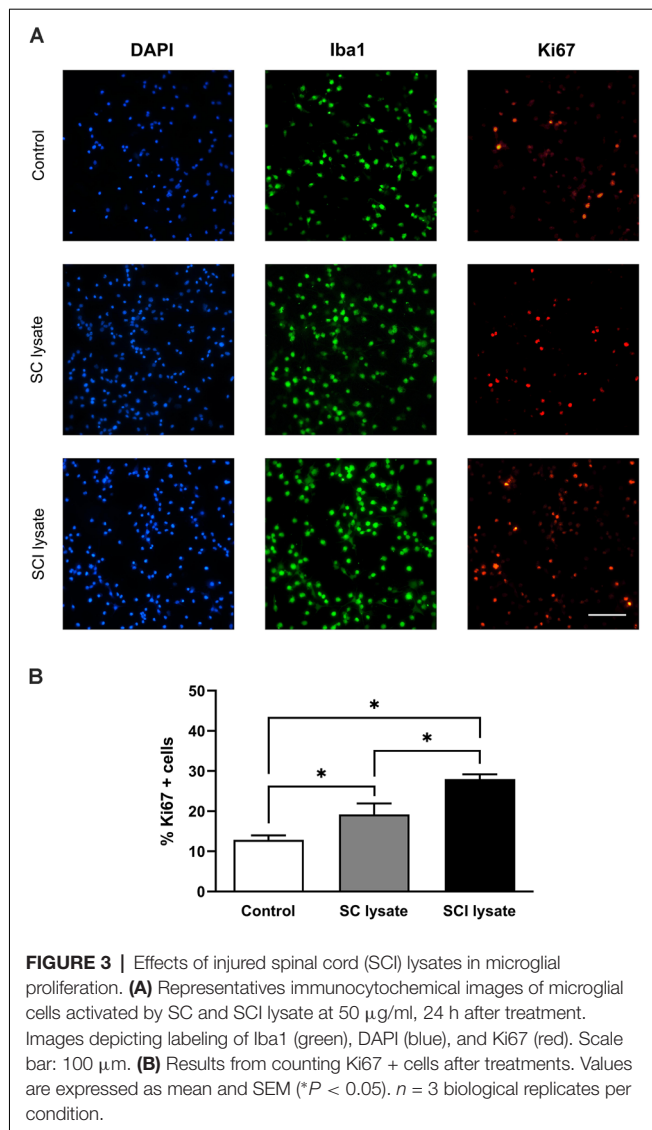 A
DAPI Iba1 Ki67
Control
SC lysate
SCI lysate
B
% Ki67 + cells
50
40
30
20
10
0
*
*
*
Control SC lysate SCI lysate
FIGURE 3 | Effects of injured spinal cord (SCI) lysates in microglial
proliferation. (A) Representatives immunocytochemical images of microglial
cells activated by SC and SCI lysate at 50 μg/ml, 24 h after treatment.
Images depicting labeling of Iba1 (green), DAPI (blue), and Ki67 (red). Scale
bar: 100 μm. (B) Results from counting Ki67 + cells after treatments. Values
are expressed as mean and SEM (*P < 0.05). n = 3 biological replicates per
condition.